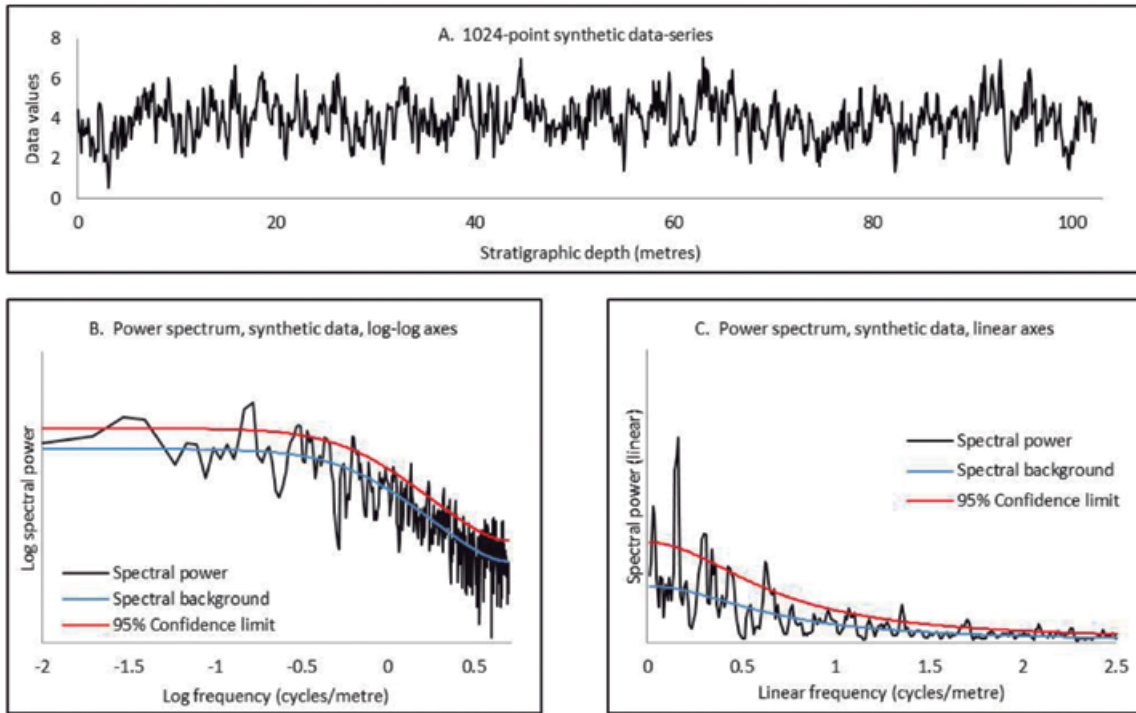 A. 1024-point synthetic data-series
8
6
4
2
0
Data values
0 20 40 60 80 100
Stratigraphic depth (metres)
B. Power spectrum, synthetic data, log-log axes
Log spectral power
Spectral power
Spectral background
95% Confidence limit
-2 -1.5 -1 -0.5 0 0.5
Log frequency (cycles/metre)
C. Power spectrum, synthetic data, linear axes
Spectral power (linear)
Spectral power
Spectral background
95% Confidence limit
0 0.5 1 1.5 2 2.5
Linear frequency (cycles/metre)